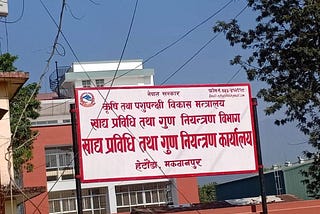 नेपाल सरकार
कृषि तथा पशुपन्छी विकास मन्त्रालय
खाद्य प्रविधि तथा गुण नियन्त्रण विभाग
खाद्य प्रविधि तथा गुण नियन्त्रण कार्यालय
हेटौंडा, मकवानपुर